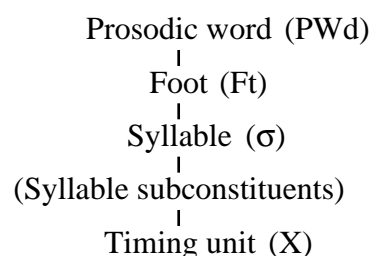 Prosodic word (PWd)
Foot (Ft)
Syllable (σ)
(Syllable subconstituents)
Timing unit (X)